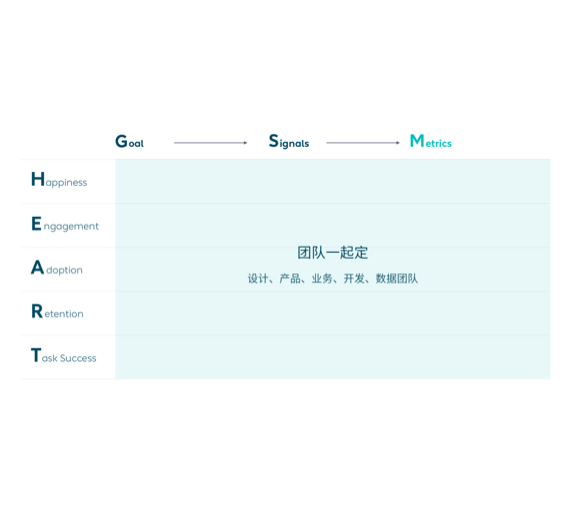 Goal Signals Metrics
Happiness
Engagement
团队一起定
Adoption
设计、产品、业务、开发、数据团队
Retention
Task Success